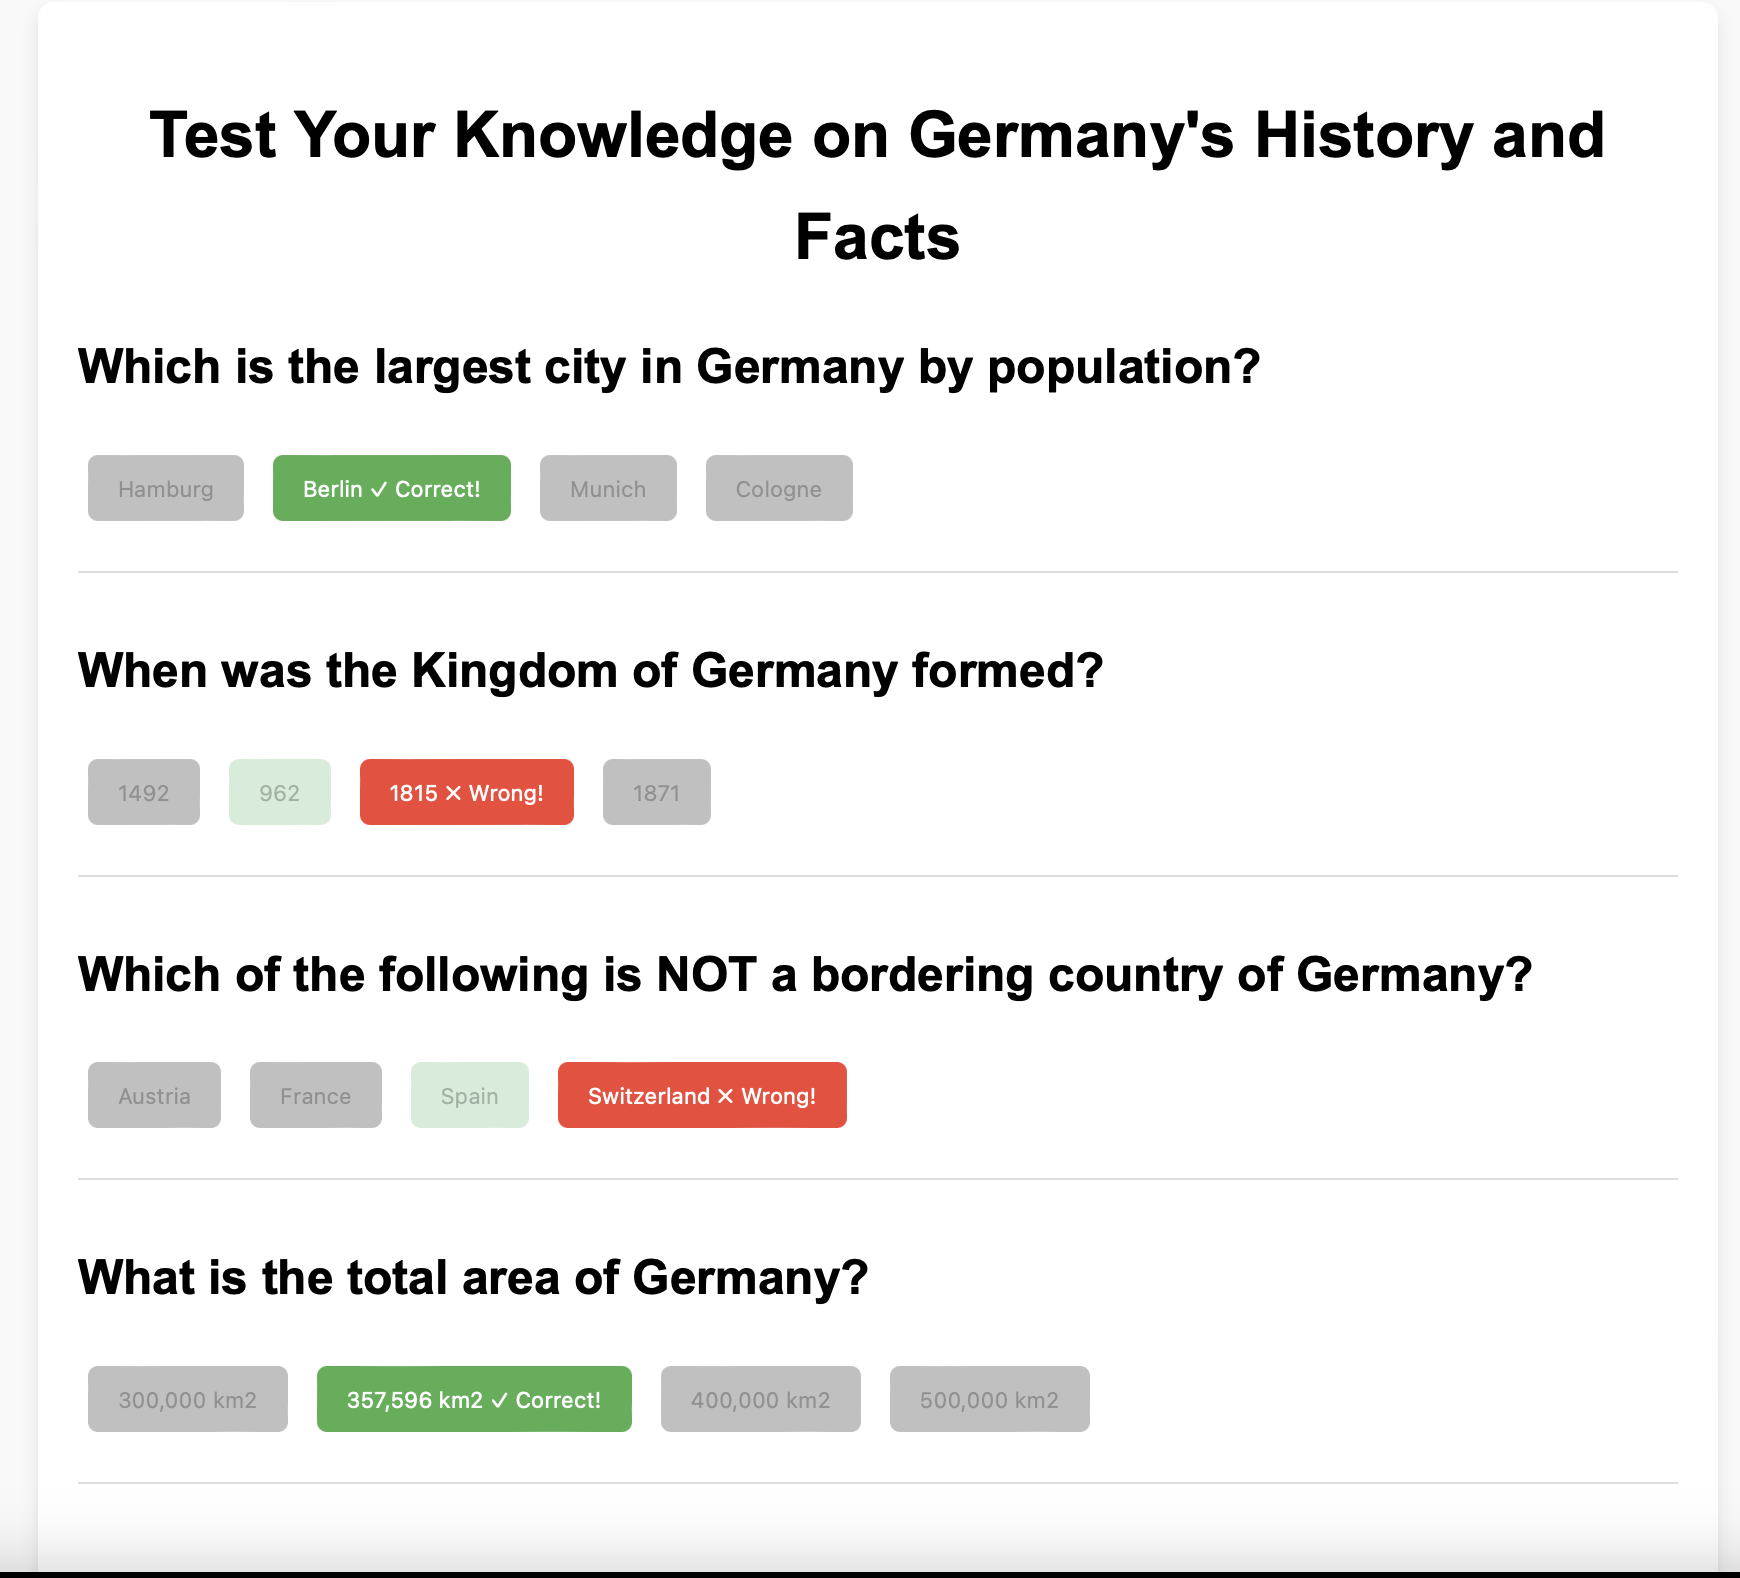 Test Your Knowledge on Germany's History and
Facts
Which is the largest city in Germany by population?
Hamburg Berlin ✓ Correct! Munich Cologne
When was the Kingdom of Germany formed?
1492 962 1815 ✕ Wrong! 1871
Which of the following is NOT a bordering country of Germany?
Austria France Spain Switzerland ✕ Wrong!
What is the total area of Germany?
300,000 km2 357,596 km2 ✓ Correct! 400,000 km2 500,000 km2